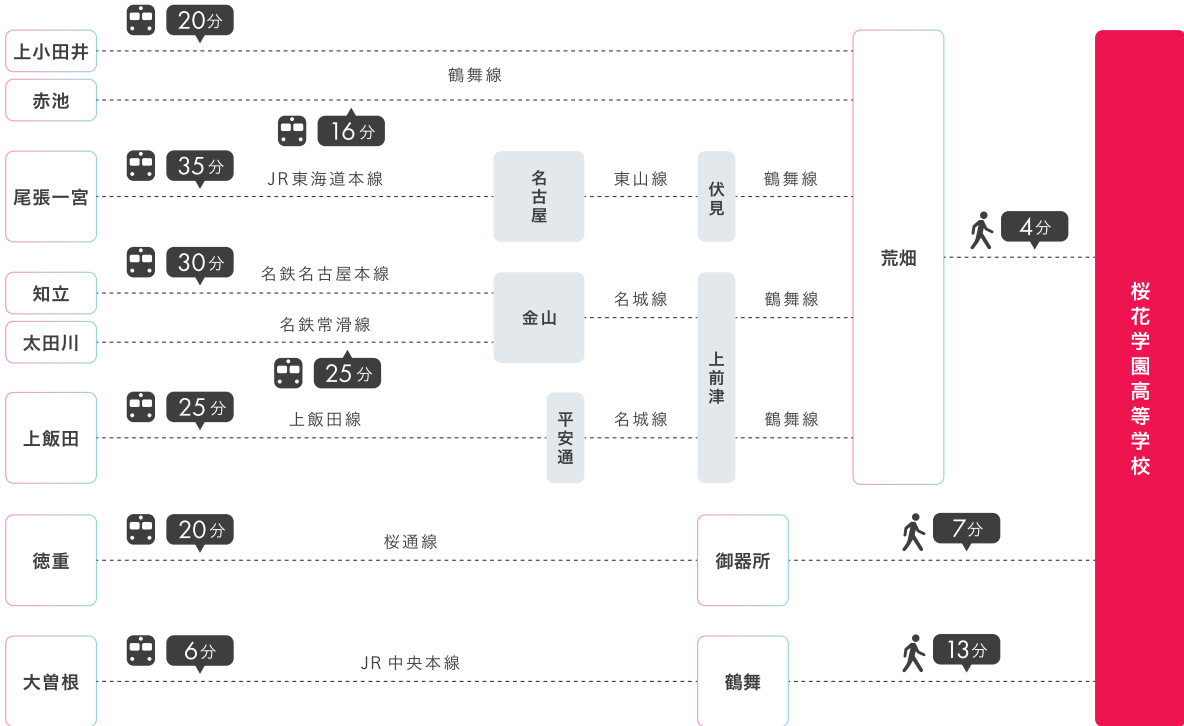 20分
上小田井
鶴舞線
赤池
16分
35分
尾張一宮
JR東海道本線
名古屋
東山線
伏見
鶴舞線
荒畑
4分
30分
知立
名鉄名古屋本線
金山
名城線
上前津
鶴舞線
太田川
名鉄常滑線
25分
25分
上飯田
上飯田線
平安通
名城線
鶴舞線
20分
徳重
桜通線
御器所
7分
6分
大曽根
JR中央本線
鶴舞
13分
桜花学園高等学校